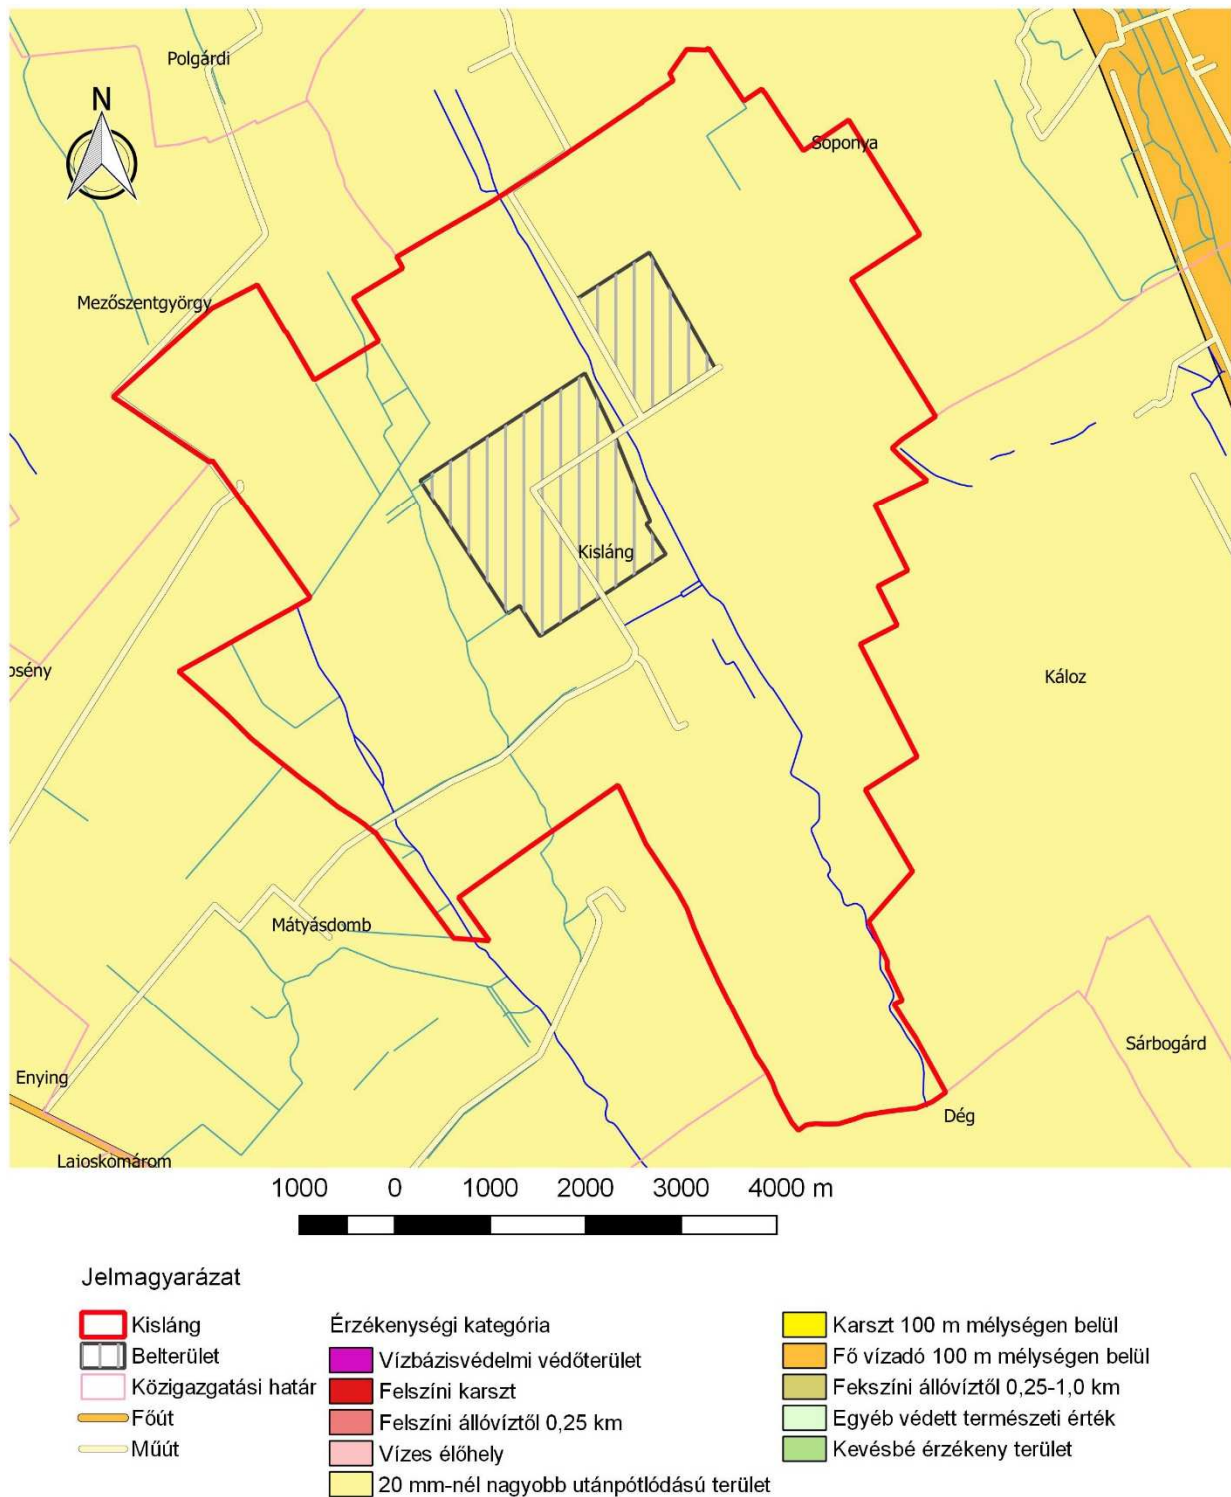 Polgárdi
N
Soponya
Mezőszentgyörgy
Kisláng
osény
Káloz
Mátyásdomb
Sárbogárd
Enying
Dég
Lajoskomárom
1000 0 1000 2000 3000 4000 m
Jelmagyarázat
Kisláng
Belterület
Közigazgatási határ
Főút
Műút
Érzékenységi kategória
Vízbázisvédelmi védőterület
Felszíni karszt
Felszíni állóvíztől 0,25 km
Vizes élőhely
20 mm-nél nagyobb utánpótlódású terület
Karszt 100 m mélységen belül
Fő vízadó 100 m mélységen belül
Fekszíni állóvíztől 0,25-1,0 km
Egyéb védett természeti érték
Kevésbé érzékeny terület